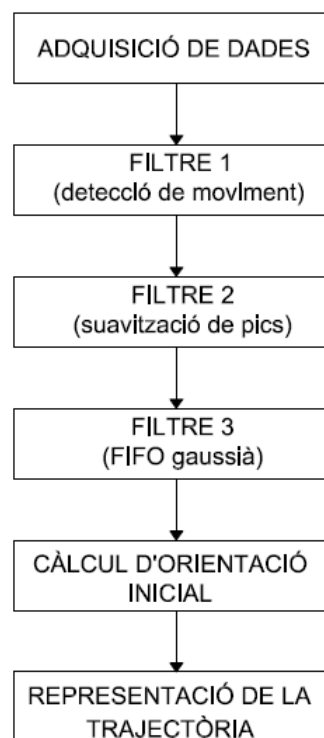 ADQUISICIÓ DE DADES
FILTRE 1
(detecció de moviment)
FILTRE 2
(suavització de pics)
FILTRE 3
(FIFO gaussià)
CÀLCUL D'ORIENTACIÓ
INICIAL
REPRESENTACIÓ DE LA
TRAJECTÒRIA